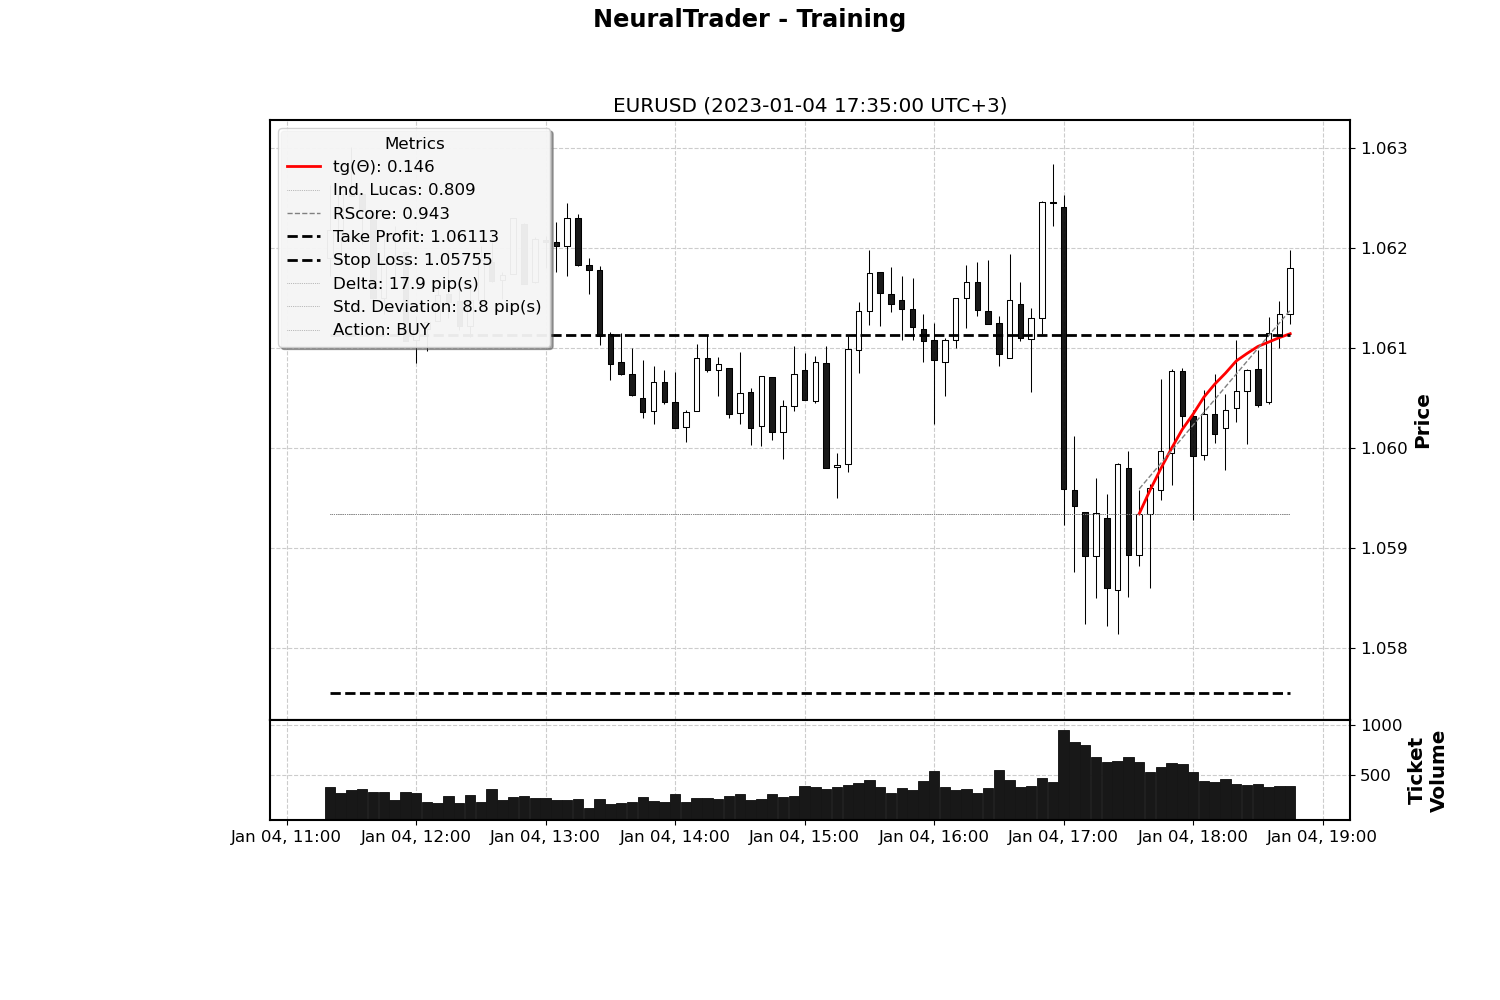 NeuralTrader - Training
EURUSD (2023-01-04 17:35:00 UTC+3)
Metrics
tg(Θ): 0.146
Ind. Lucas: 0.809
RScore: 0.943
Take Profit: 1.06113
Stop Loss: 1.05755
Delta: 17.9 pip(s)
Std. Deviation: 8.8 pip(s)
Action: BUY
1.063
1.062
1.061
1.060
1.059
1.058
Price
1000
500
Ticket
Volume
Jan 04, 11:00
Jan 04, 12:00
Jan 04, 13:00
Jan 04, 14:00
Jan 04, 15:00
Jan 04, 16:00
Jan 04, 17:00
Jan 04, 18:00
Jan 04, 19:00